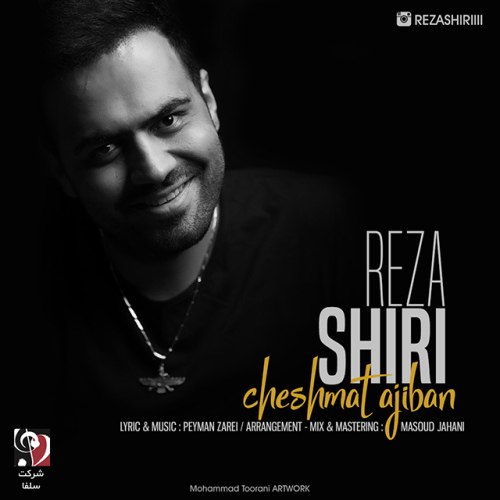 REZASHIRIIII
REZA
SHIRI
cheshmat ajiban
LYRIC & MUSIC : PEYMAN ZAREI / ARRANGEMENT - MIX & MASTERING : MASOUD JAHANI
شرکت
سلفا
Mohammad Toorani ARTWORK